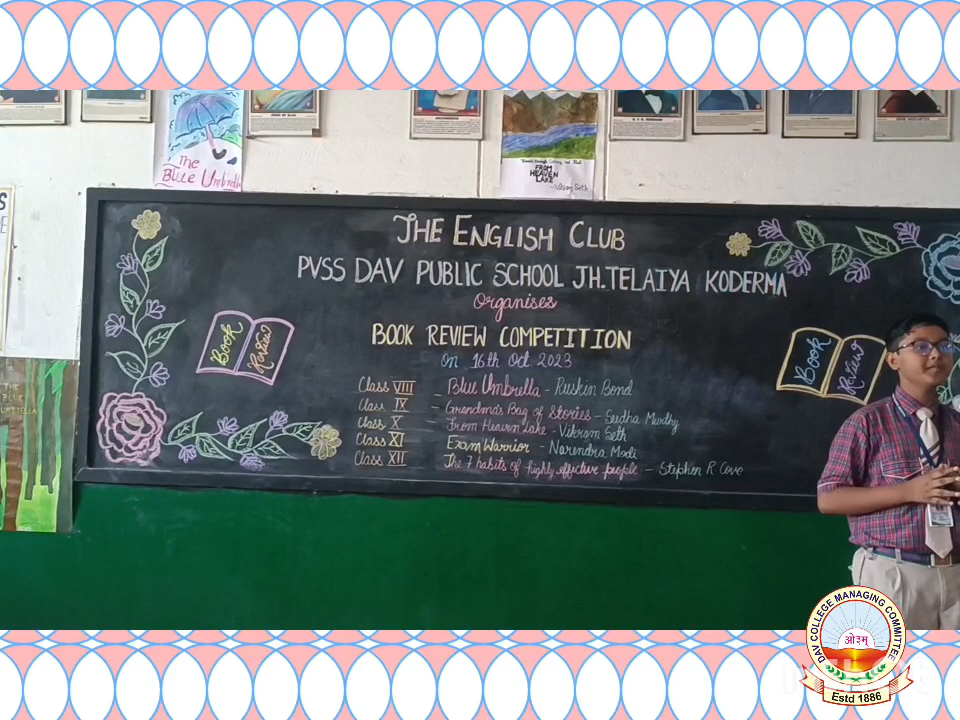 The
Blue Umbrella
FROM
HEAVEN
LAKE
-Vikram Seth
THE ENGLISH CLUB
PVSS DAV PUBLIC SCHOOL JH.TELAIYA KODERMA
Organises
BOOK REVIEW COMPETITION
On 16th Oct 2023
Book Review
Book Review
Class VIII - Blue Umbrella - Ruskin Bond
Class IX - Grandma's Bag of Stories - Sudha Murthy
Class X - From Heaven Lake - Vikram Seth
Class XI - Exam Warrior - Narendra Modi
Class XII - The 7 habits of highly effective people - Stephen R Cove
THE
BLUE
UMBRELLA
DAV COLLEGE MANAGING COMMITTEE
ओ३म्
Estd 1886